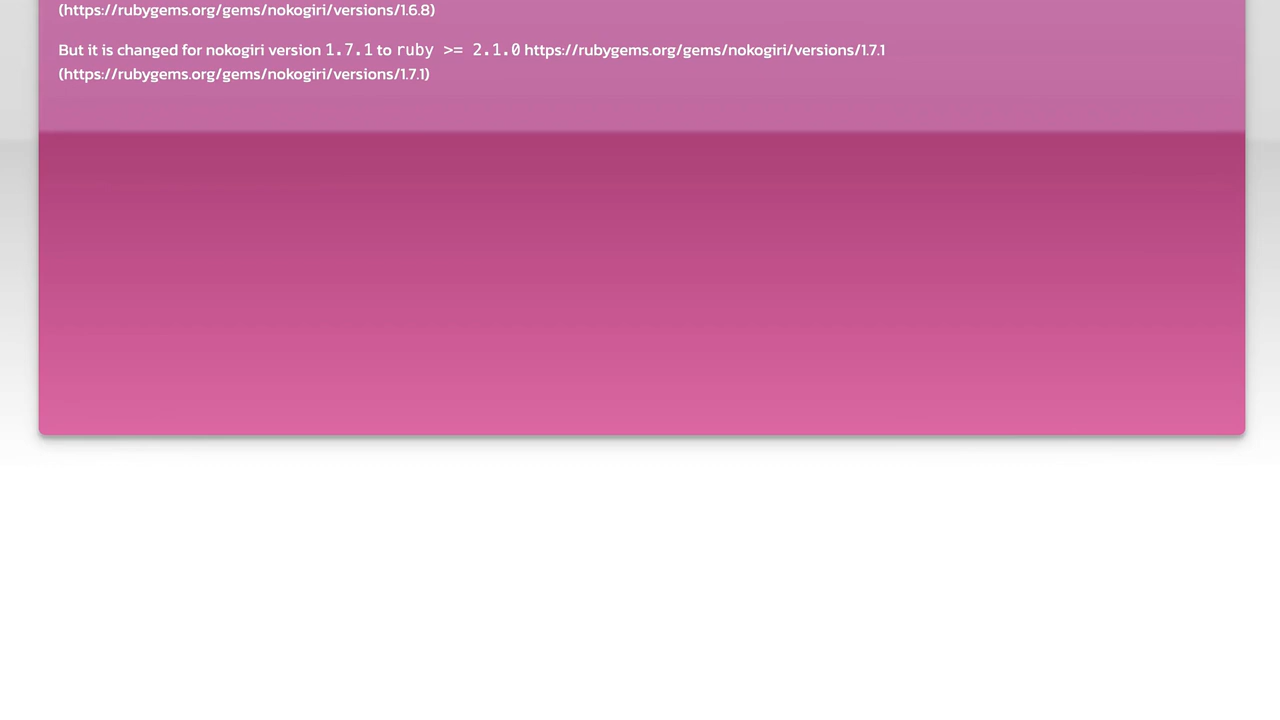 (https://rubygems.org/gems/nokogiri/versions/1.6.8)
But it is changed for nokogiri version 1.7.1 to ruby >= 2.1.0 https://rubygems.org/gems/nokogiri/versions/1.7.1
(https://rubygems.org/gems/nokogiri/versions/1.7.1)